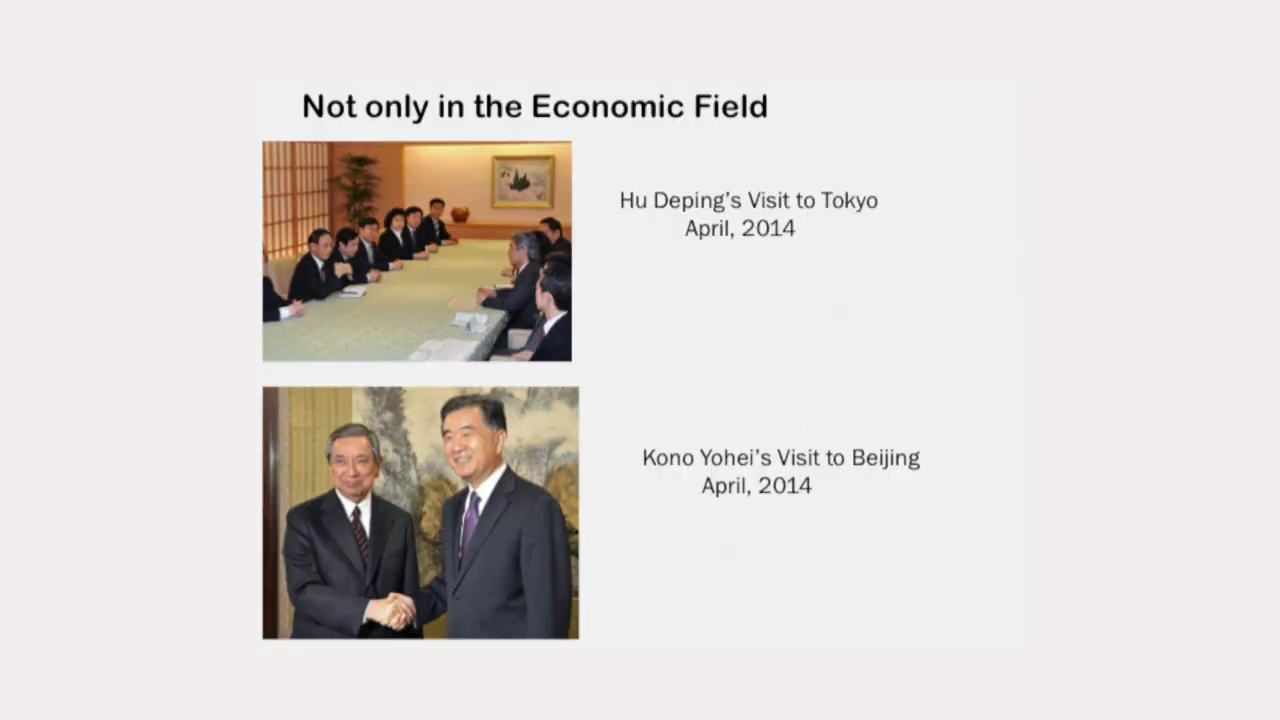 Not only in the Economic Field
Hu Deping's Visit to Tokyo
April, 2014
Kono Yohei's Visit to Beijing
April, 2014